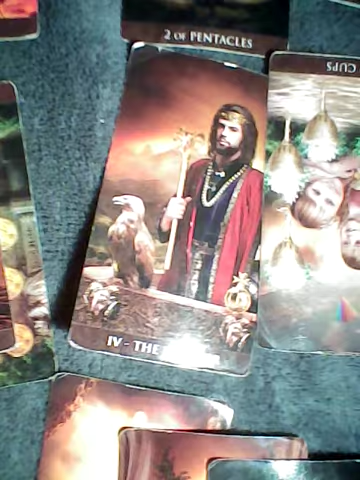 2 OF PENTACLES
CUPS
IV - THE